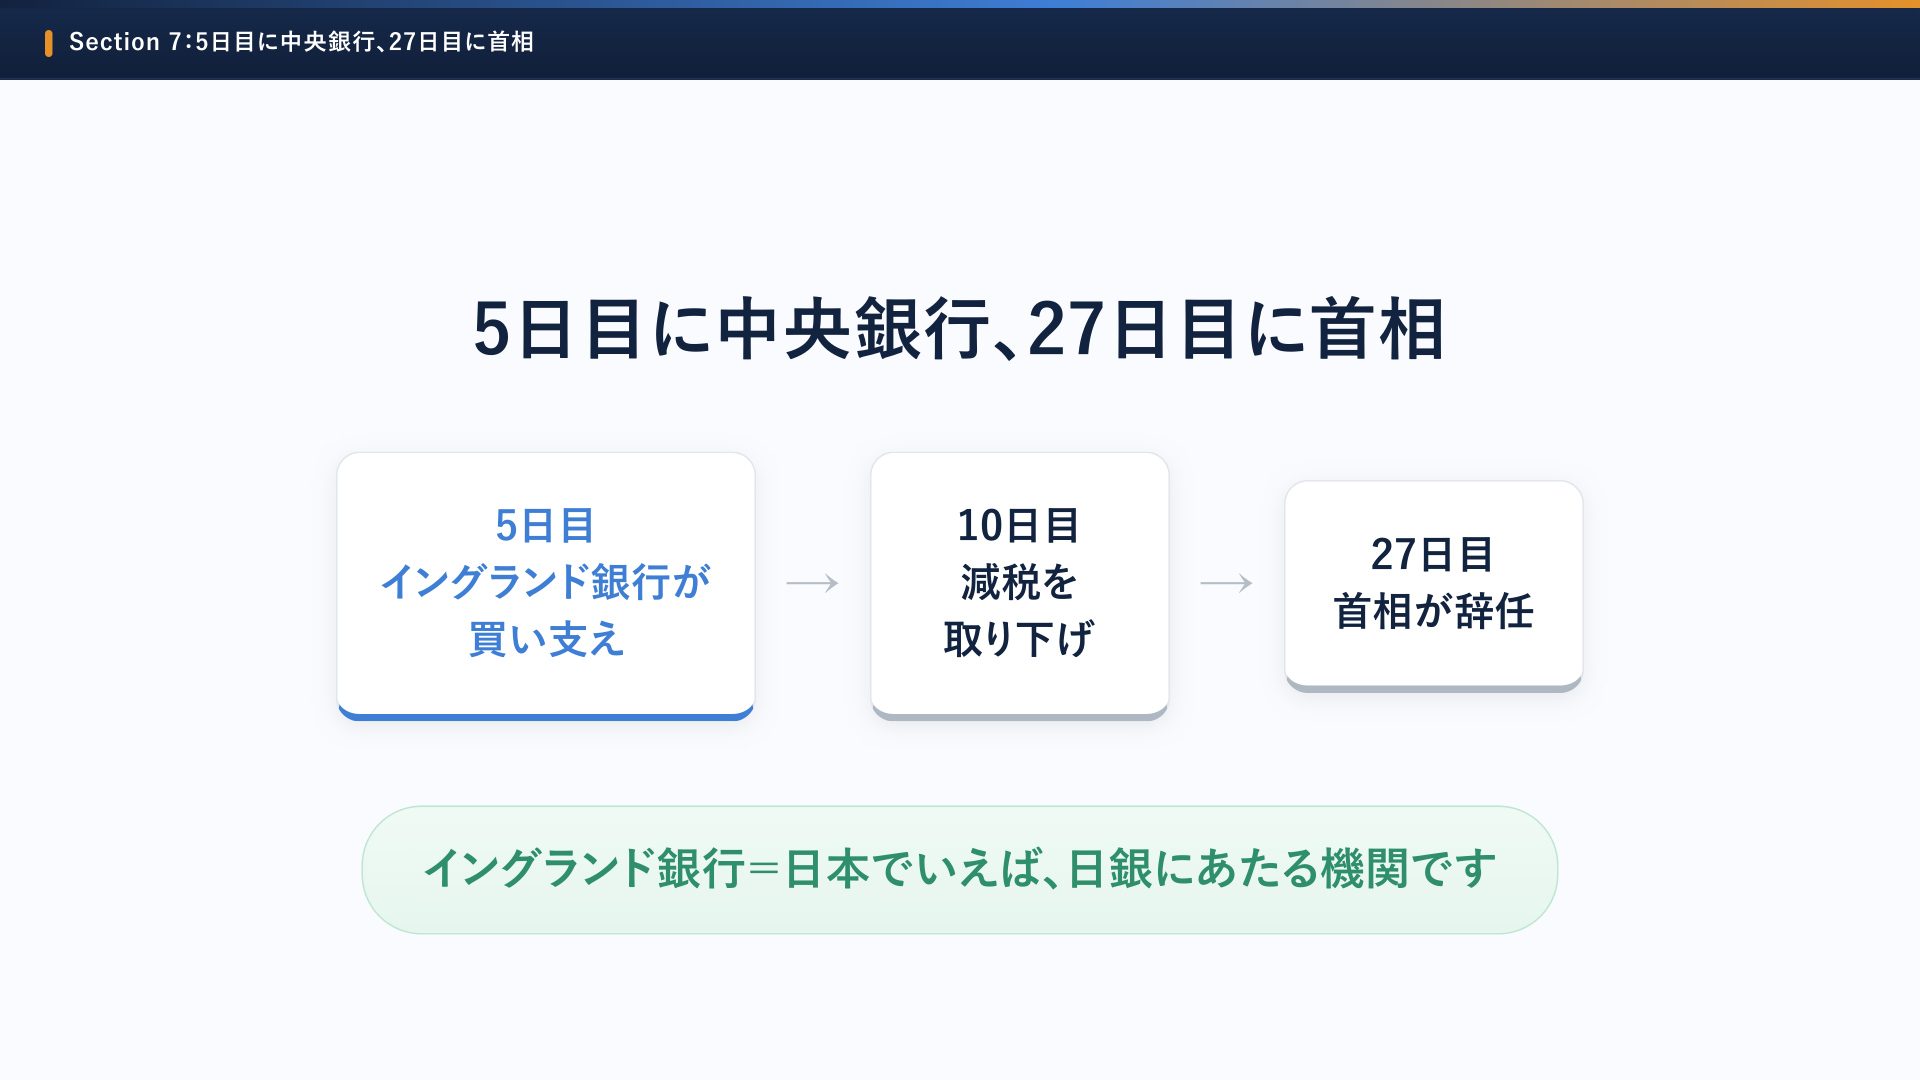 Section 7：5日目に中央銀行、27日目に首相
5日目に中央銀行、27日目に首相
5日目
イングランド銀行が
買い支え
→
10日目
減税を
取り下げ
→
27日目
首相が辞任
イングランド銀行＝日本でいえば、日銀にあたる機関です